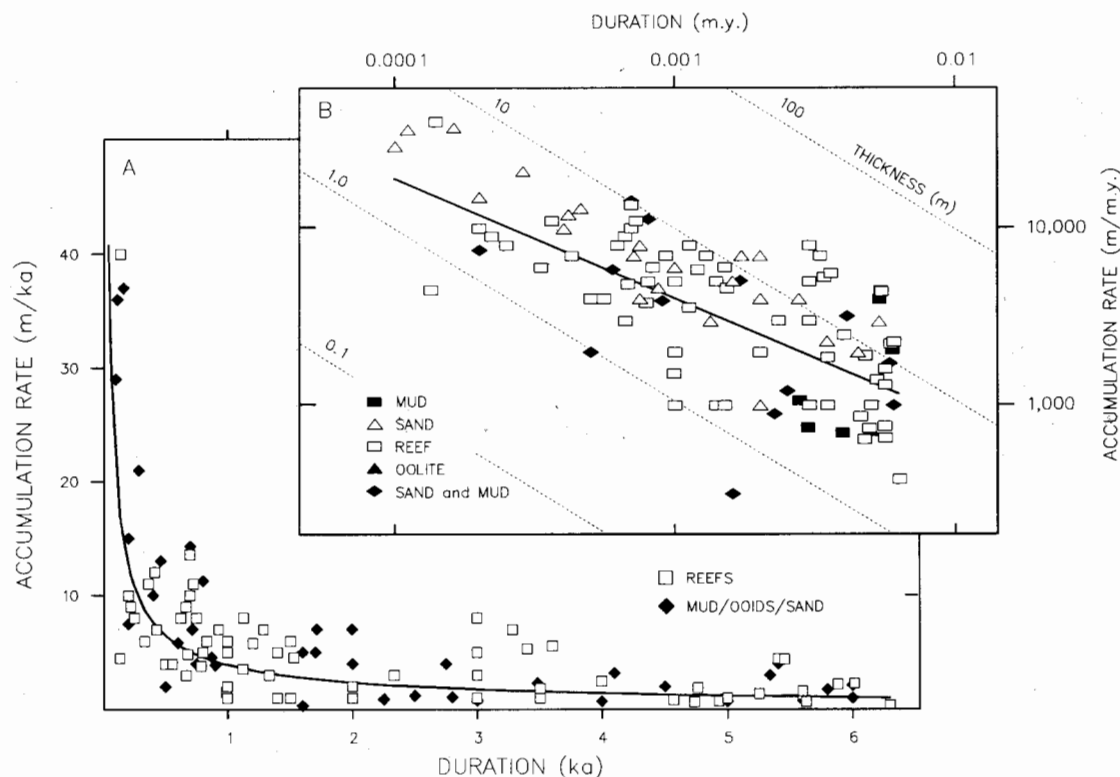 DURATION (m.y.)
0.0001 0.001 0.01
B
10
100
THICKNESS (m)
1.0
0.1
10,000
1,000
ACCUMULATION RATE (m/m.y.)
MUD
SAND
REEF
OOLITE
SAND and MUD
A
40
30
20
10
ACCUMULATION RATE (m/ka)
REEFS
MUD/OOIDS/SAND
1 2 3 4 5 6
DURATION (ka)